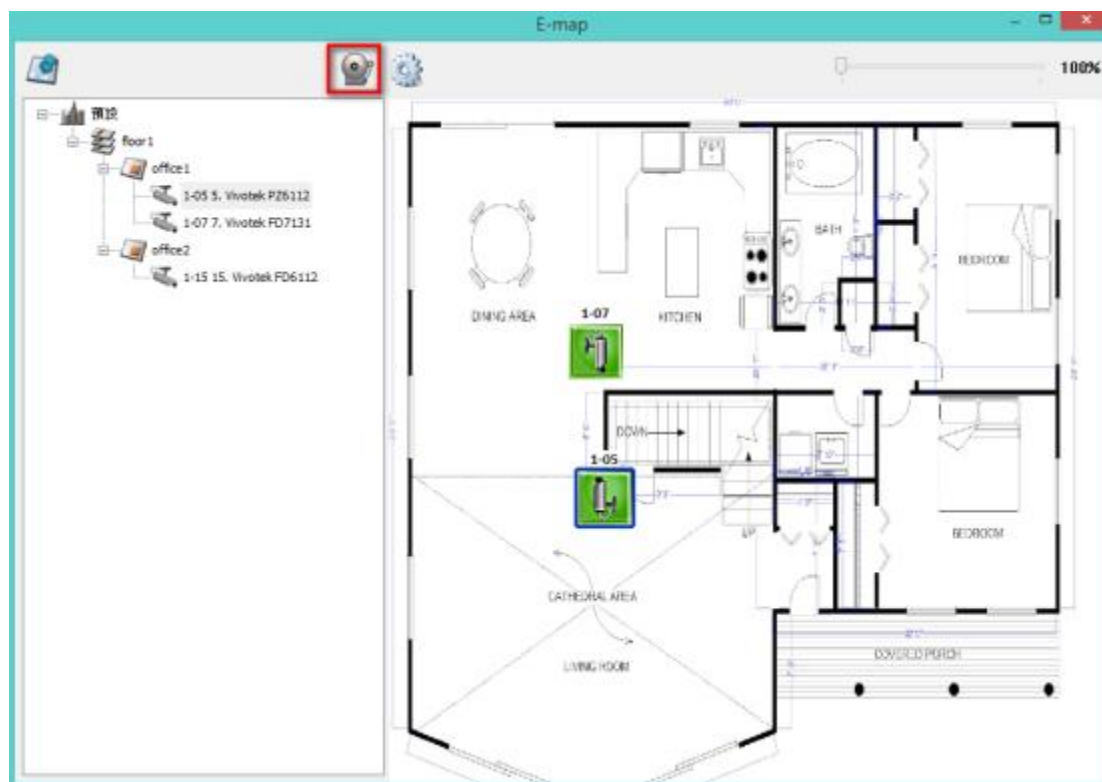 E-map
100%
預設
floor1
office1
1-05 5. Vivotek PZ6112
1-07 7. Vivotek FD7131
office2
1-15 15. Vivotek FD6112
BATH
BEDROOM
1-07
DINING AREA
KITCHEN
DOWN
1-05
UP
BEDROOM
CATHEDRAL AREA
LIVING ROOM
COVERED PORCH